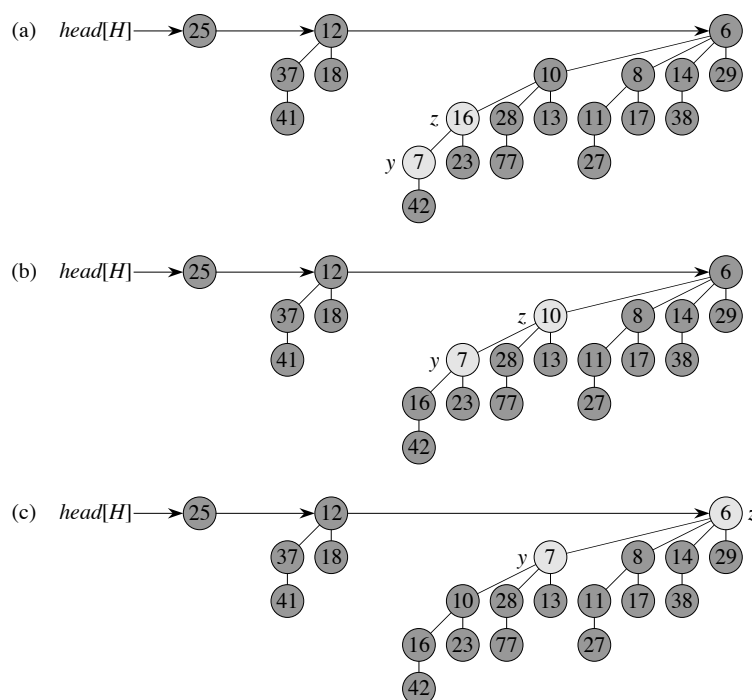 (a) head[H] 25 12 6
37 18 10 8 14 29
41 z 16 28 13 11 17 38
y 7 23 77 27
42
(b) head[H] 25 12 6
37 18 z 10 8 14 29
41 y 7 28 13 11 17 38
16 23 77 27
42
(c) head[H] 25 12 6 z
37 18 y 7 8 14 29
41 10 28 13 11 17 38
16 23 77 27
42